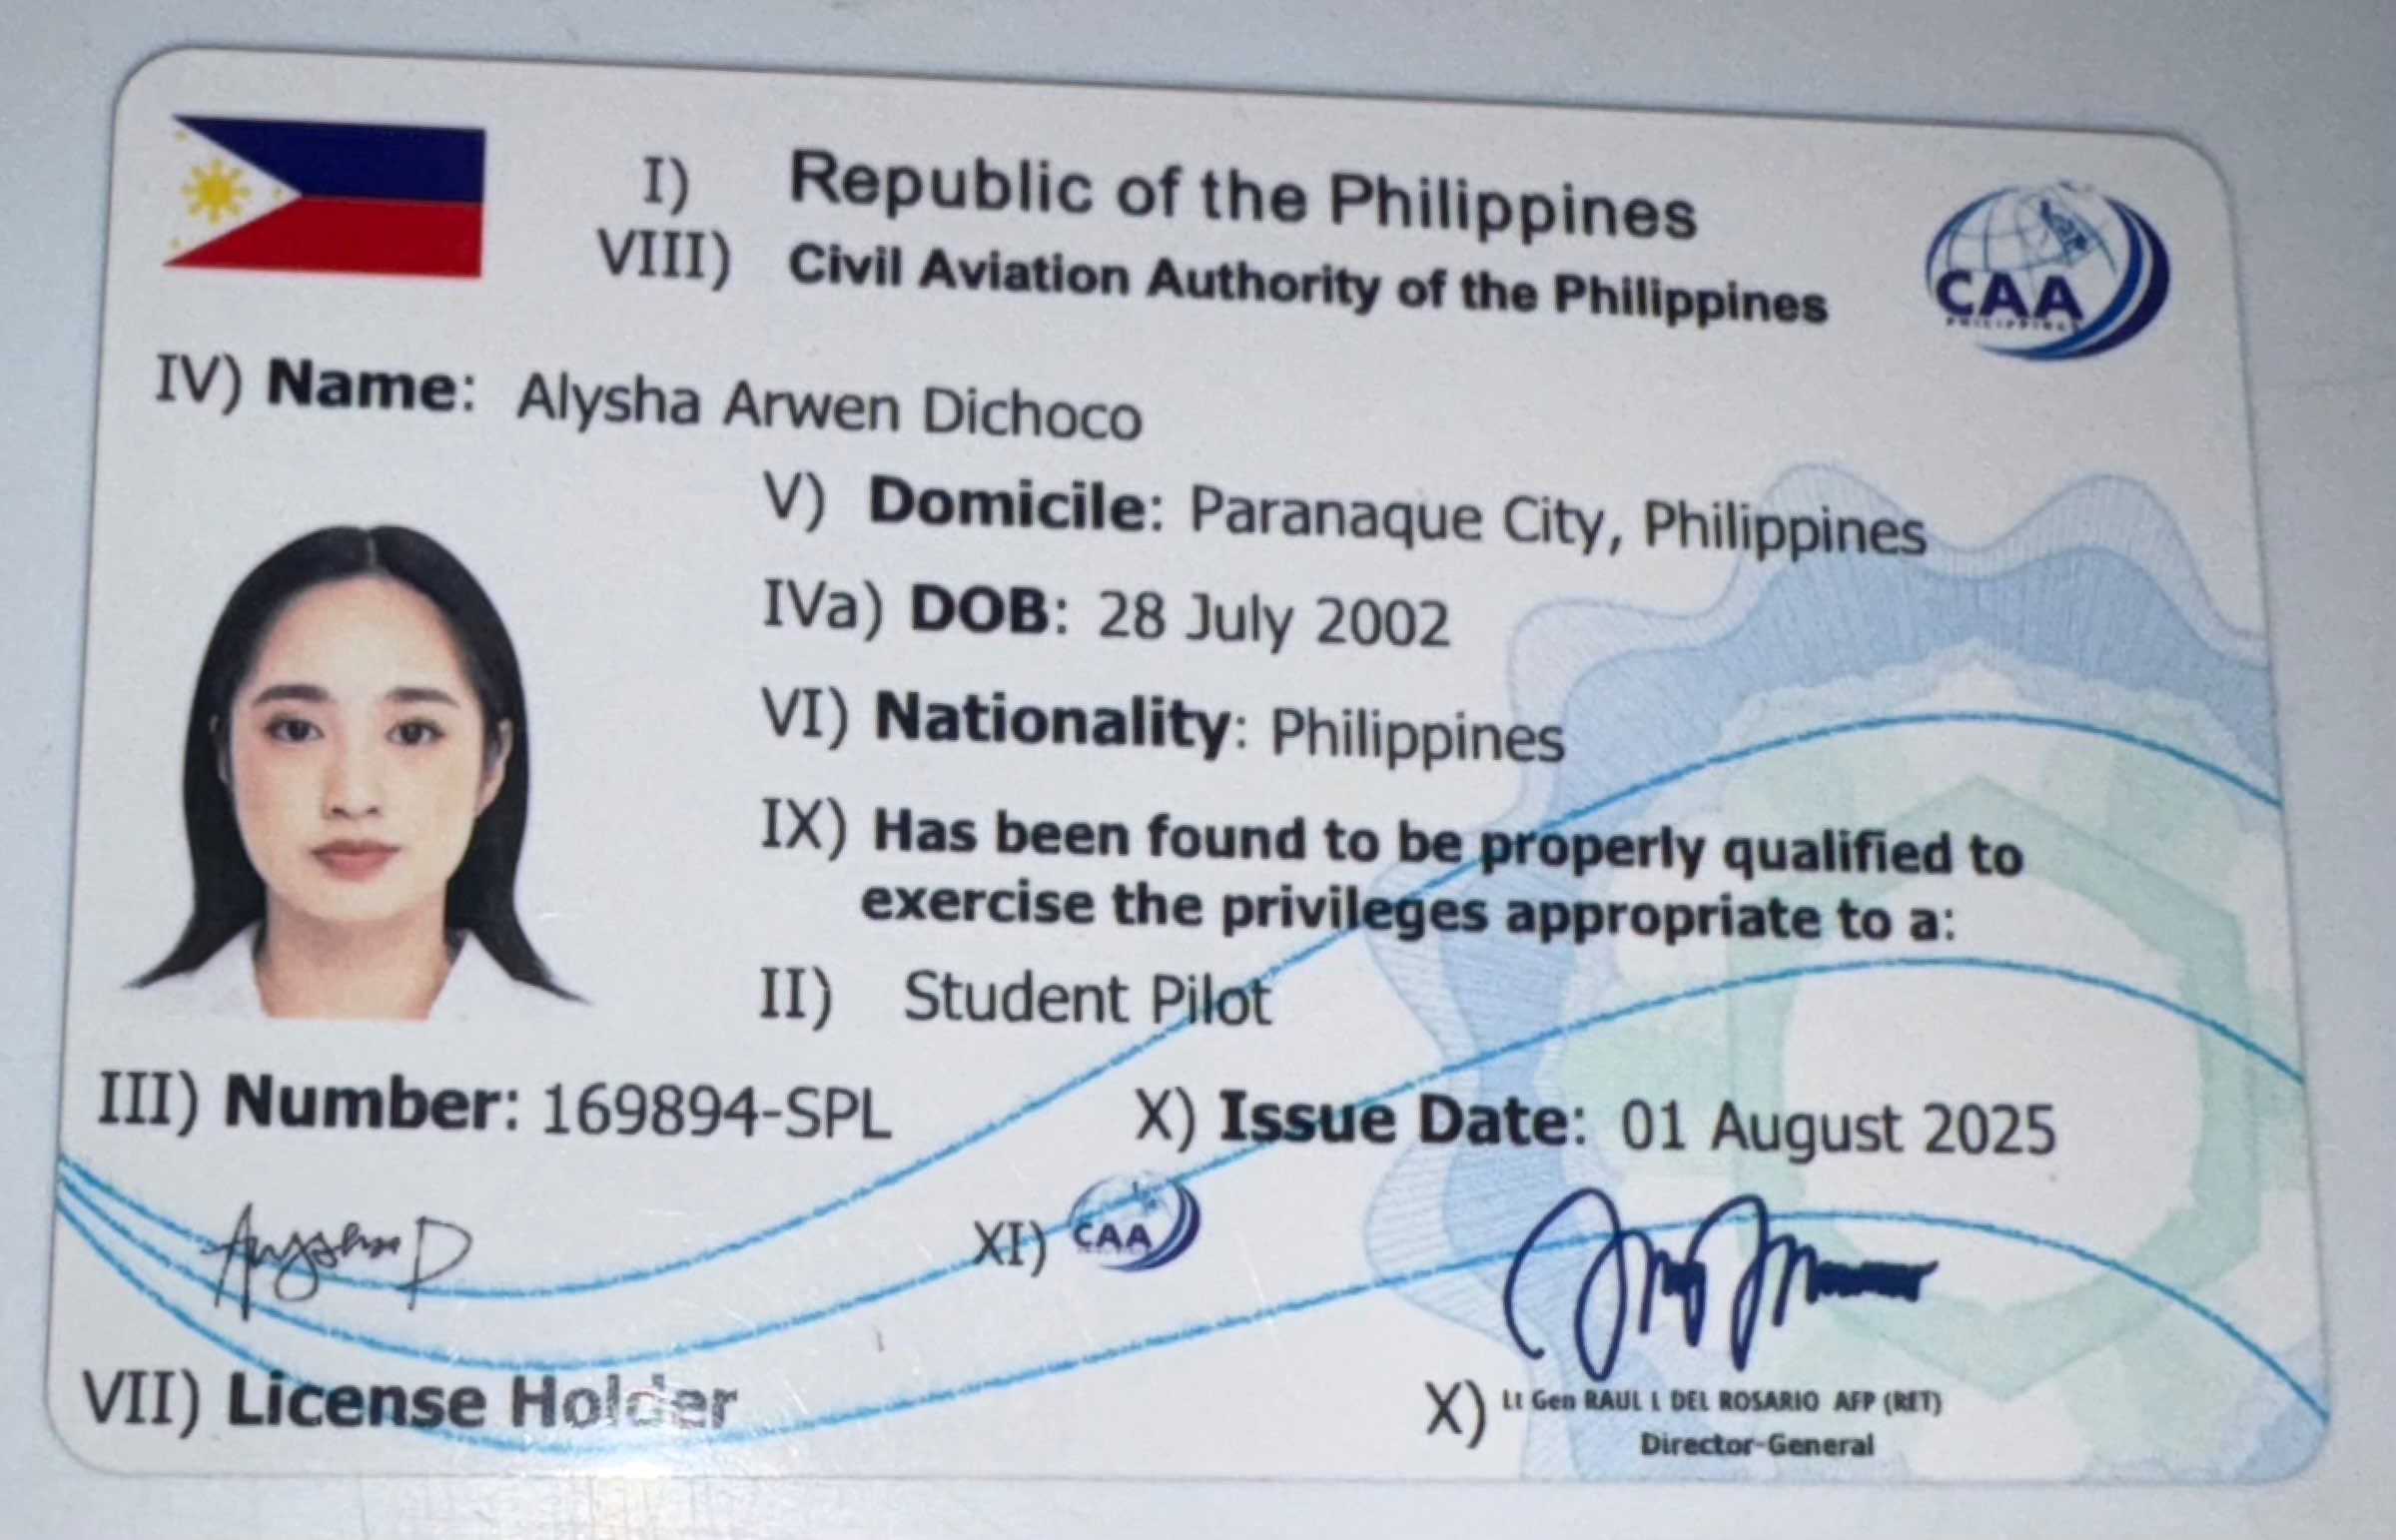 I) Republic of the Philippines
VIII) Civil Aviation Authority of the Philippines
CAA
PHILIPPINES
IV) Name: Alysha Arwen Dichoco
V) Domicile: Paranaque City, Philippines
IVa) DOB: 28 July 2002
VI) Nationality: Philippines
IX) Has been found to be properly qualified to
exercise the privileges appropriate to a:
II) Student Pilot
III) Number: 169894-SPL
X) Issue Date: 01 August 2025
XI) CAA
VII) License Holder
X) Lt Gen RAUL L DEL ROSARIO AFP (RET)
Director-General